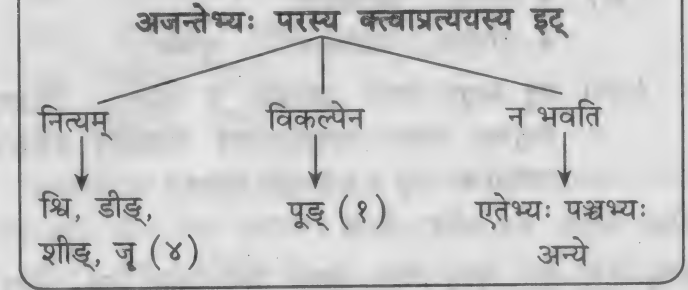 अजन्तेभ्यः परस्य क्त्वाप्रत्ययस्य इट्
नित्यम्
विकल्पेन
न भवति
श्वि, डीङ्,
शीङ्, जॄ (४)
पूङ् (१)
एतेभ्यः पञ्चभ्यः
अन्ये